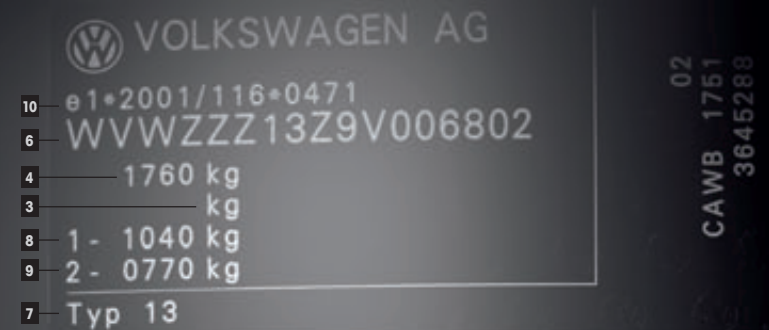 VOLKSWAGEN AG
10 e1*2001/116*0471
6 WVWZZZ13Z9V006802
4 1760 kg
3 kg
8 1- 1040 kg
9 2- 0770 kg
7 Typ 13
02
CAWB 1751
3645288